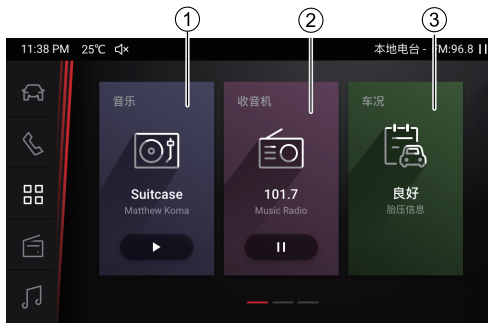 ① ② ③
11:38 PM 25℃ 本地电台 - FM:96.8
音乐 收音机 车况
Suitcase 101.7 良好
Matthew Koma Music Radio 胎压信息